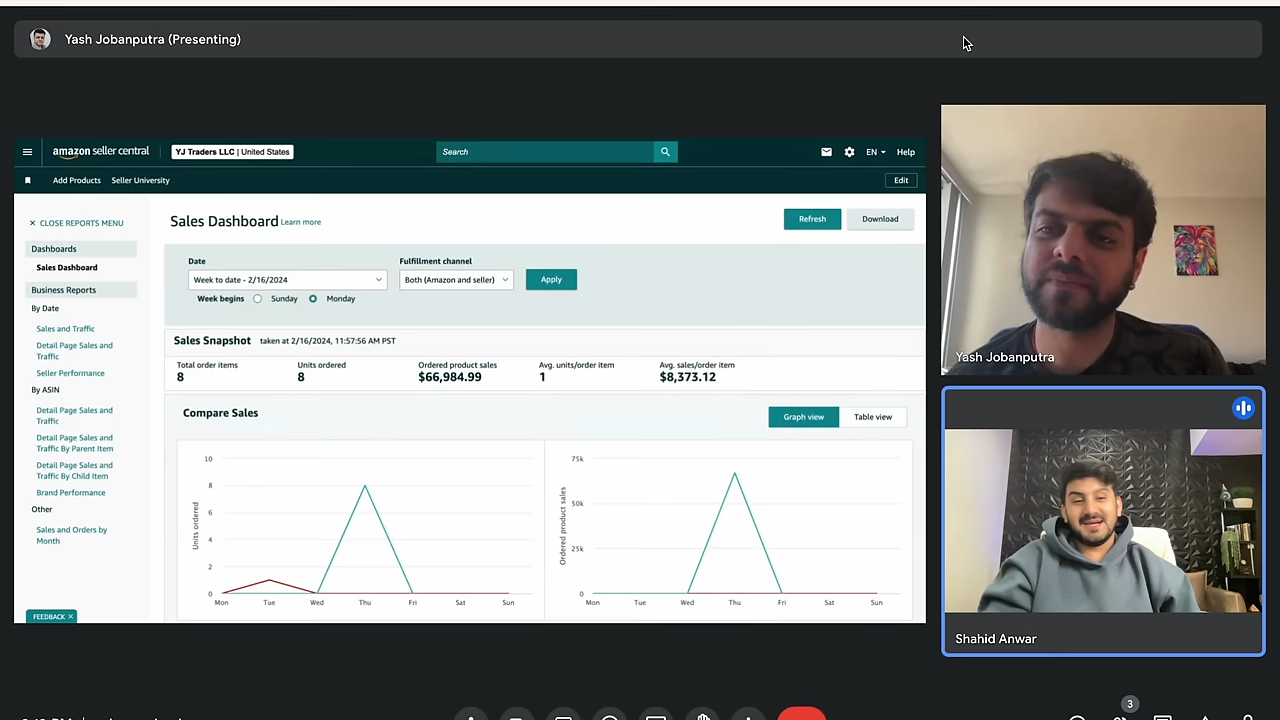 Yash Jobanputra (Presenting)
amazon seller central
YJ Traders LLC | United States
Search
EN
Help
Add Products
Seller University
Edit
× CLOSE REPORTS MENU
Dashboards
Sales Dashboard
Business Reports
By Date
Sales and Traffic
Detail Page Sales and
Traffic
Seller Performance
By ASIN
Detail Page Sales and
Traffic
Detail Page Sales and
Traffic By Parent Item
Detail Page Sales and
Traffic By Child Item
Brand Performance
Other
Sales and Orders by
Month
FEEDBACK ×
Sales Dashboard Learn more
Refresh
Download
Date
Week to date - 2/16/2024
Week begins
Sunday
Monday
Fulfillment channel
Both (Amazon and seller)
Apply
Sales Snapshot taken at 2/16/2024, 11:57:56 AM PST
Total order items
8
Units ordered
8
Ordered product sales
$66,984.99
Avg. units/order item
1
Avg. sales/order item
$8,373.12
Compare Sales
Graph view
Table view
Units ordered
10
8
6
4
2
0
Mon Tue Wed Thu Fri Sat Sun
Ordered product sales
75k
50k
25k
0
Mon Tue Wed Thu Fri Sat Sun
Yash Jobanputra
Shahid Anwar
3